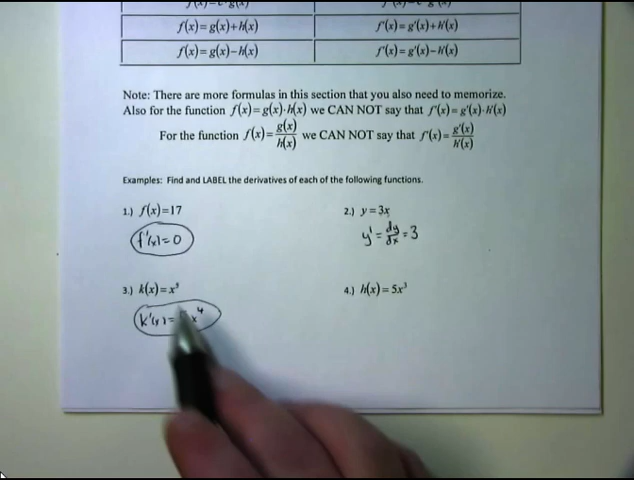 f(x)=g(x)+h(x) f'(x)=g'(x)+h'(x)
f(x)=g(x)−h(x) f'(x)=g'(x)−h'(x)
Note: There are more formulas in this section that you also need to memorize.
Also for the function f(x)=g(x)·h(x) we CAN NOT say that f'(x)=g'(x)·h'(x)
For the function f(x)=g(x)/h(x) we CAN NOT say that f'(x)=g'(x)/h'(x)
Examples: Find and LABEL the derivatives of each of the following functions.
1.) f(x)=17 2.) y=3x
f'(x)=0 y'=dy/dx=3
3.) k(x)=x⁵ 4.) h(x)=5x³
k'(x)= x⁴